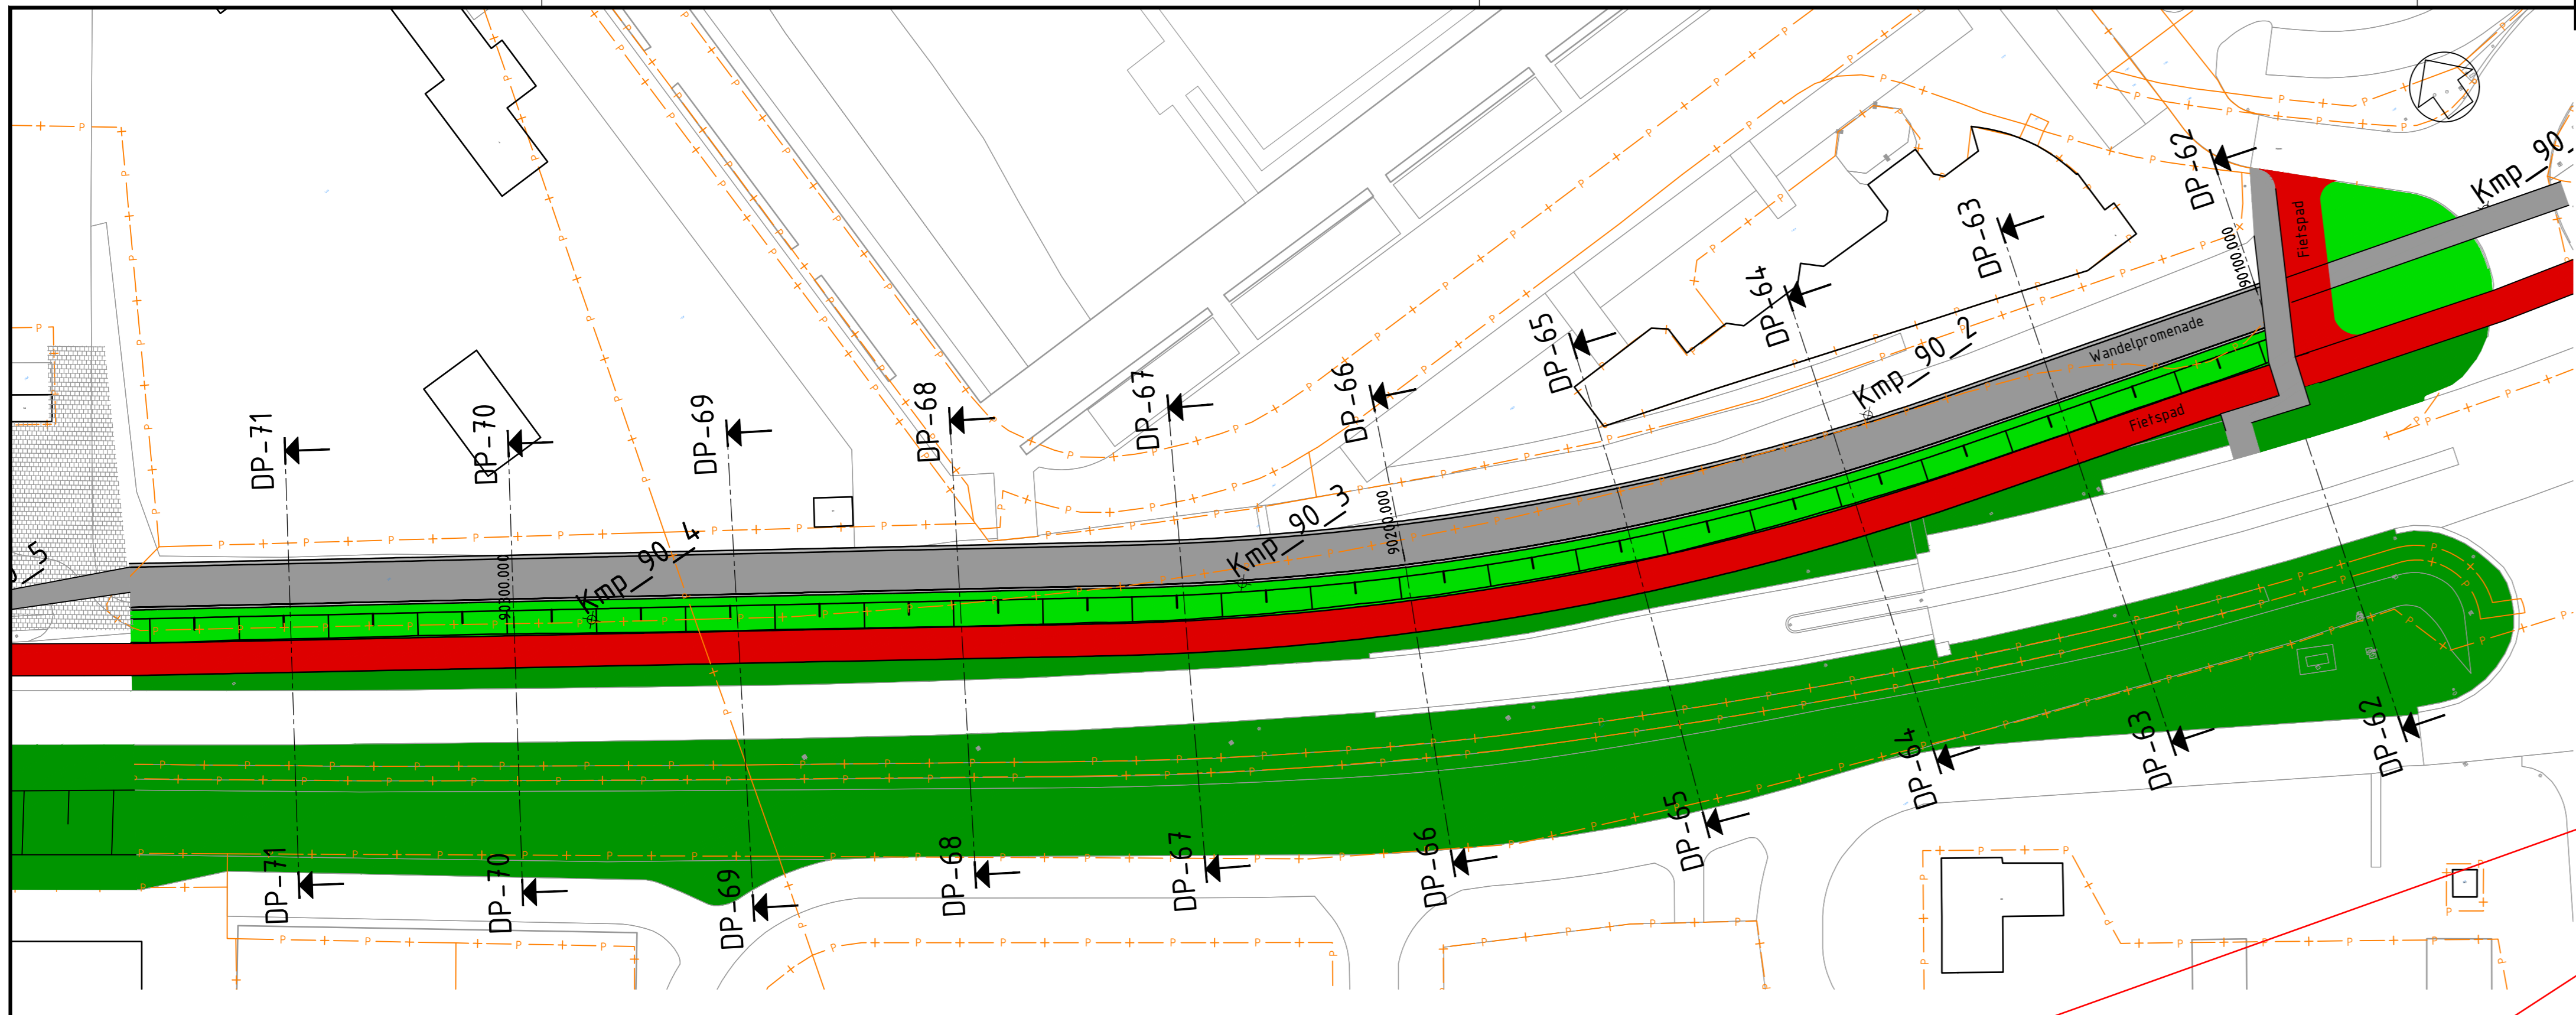 DP-62
Kmp_90_
Fietspad
DP-63
90100.000
DP-64
Wandelpromenade
DP-65
Kmp_90_2
DP-66
DP-67
DP-68
DP-69
DP-70
DP-71
Fietspad
Kmp_90_3
90200.000
Kmp_90_4
90300.000
_5
DP-62
DP-63
DP-64
DP-65
DP-66
DP-67
DP-68
DP-69
DP-70
DP-71